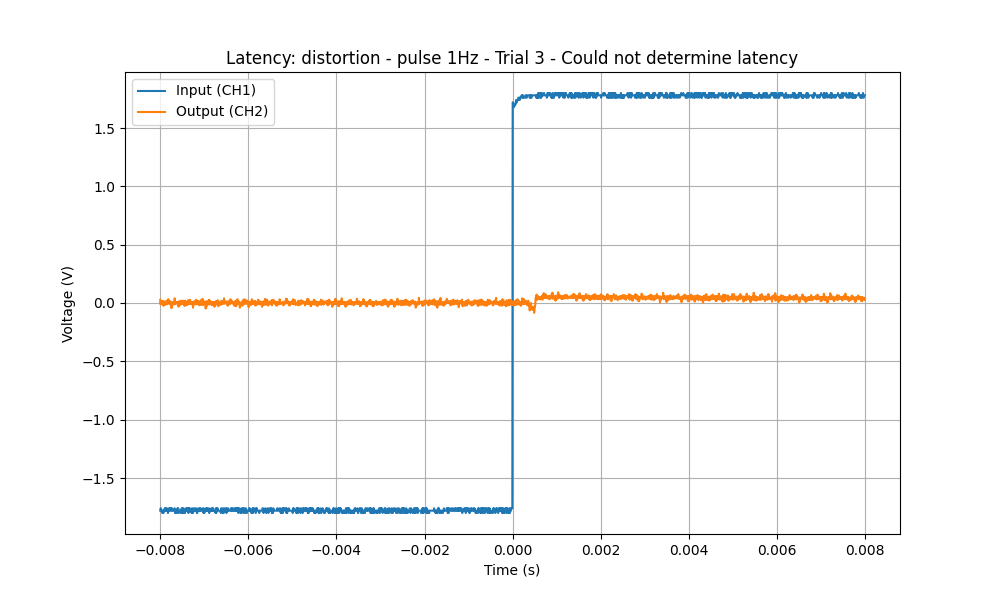 Latency: distortion - pulse 1Hz - Trial 3 - Could not determine latency
Input (CH1)
Output (CH2)
Voltage (V)
1.5
1.0
0.5
0.0
−0.5
−1.0
−1.5
−0.008 −0.006 −0.004 −0.002 0.000 0.002 0.004 0.006 0.008
Time (s)